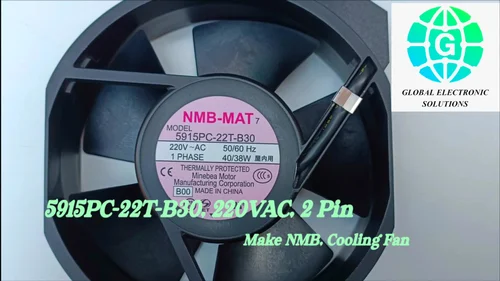 G
GLOBAL ELECTRONIC
SOLUTIONS
NMB-MAT 7
MODEL
5915PC-22T-B30
220V ~AC 50/60 Hz
1 PHASE 40/38W 屋内用
THERMALLY PROTECTED
Minebea Motor
Manufacturing Corporation
B00 MADE IN CHINA
5915PC-22T-B30, 220VAC, 2 Pin
Make NMB, Cooling Fan